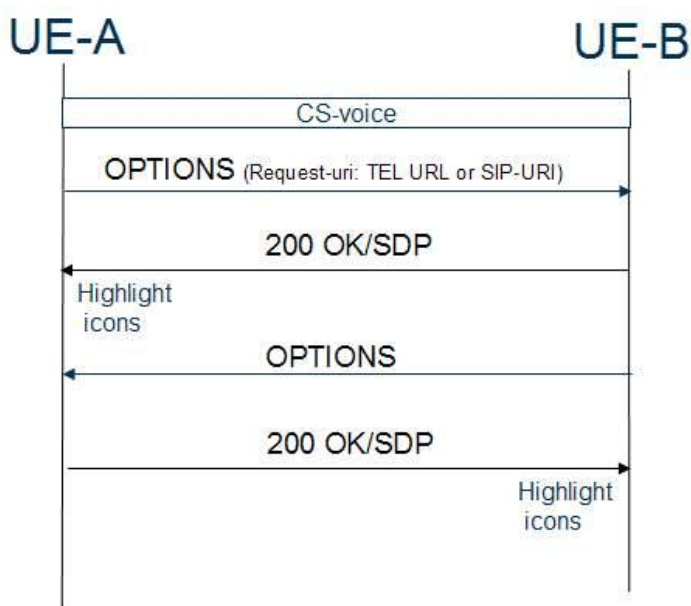 UE-A
UE-B
CS-voice
OPTIONS (Request-uri: TEL URL or SIP-URI)
200 OK/SDP
Highlight
icons
OPTIONS
200 OK/SDP
Highlight
icons